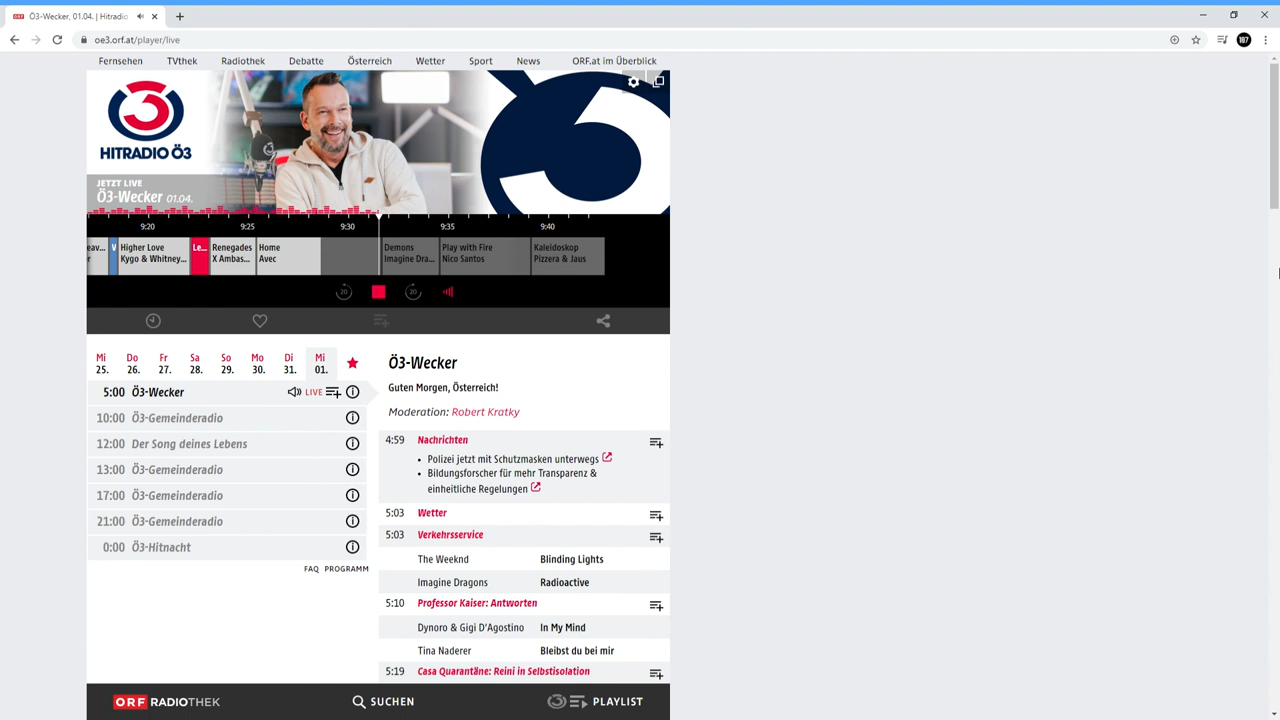 Ö3-Wecker, 01.04. | Hitradio
oe3.orf.at/player/live
187
Fernsehen TVthek Radiothek Debatte Österreich Wetter Sport News ORF.at im Überblick
3
HITRADIO Ö3
JETZT LIVE
Ö3-Wecker 01.04.
9:20 9:25 9:30 9:35 9:40
eav... W Higher Love Le... Renegades Home Demons Play with Fire Kaleidoskop
r Kygo & Whitney... X Ambas... Avec Imagine Dra... Nico Santos Pizzera & Jaus
20 20
Mi Do Fr Sa So Mo Di Mi
25. 26. 27. 28. 29. 30. 31. 01.
5:00 Ö3-Wecker LIVE
10:00 Ö3-Gemeinderadio
12:00 Der Song deines Lebens
13:00 Ö3-Gemeinderadio
17:00 Ö3-Gemeinderadio
21:00 Ö3-Gemeinderadio
0:00 Ö3-Hitnacht
FAQ PROGRAMM
Ö3-Wecker
Guten Morgen, Österreich!
Moderation: Robert Kratky
4:59 Nachrichten
• Polizei jetzt mit Schutzmasken unterwegs
• Bildungsforscher für mehr Transparenz &
einheitliche Regelungen
5:03 Wetter
5:03 Verkehrsservice
The Weeknd Blinding Lights
Imagine Dragons Radioactive
5:10 Professor Kaiser: Antworten
Dynoro & Gigi D'Agostino In My Mind
Tina Naderer Bleibst du bei mir
5:19 Casa Quarantäne: Reini in Selbstisolation
ORF RADIOTHEK SUCHEN PLAYLIST